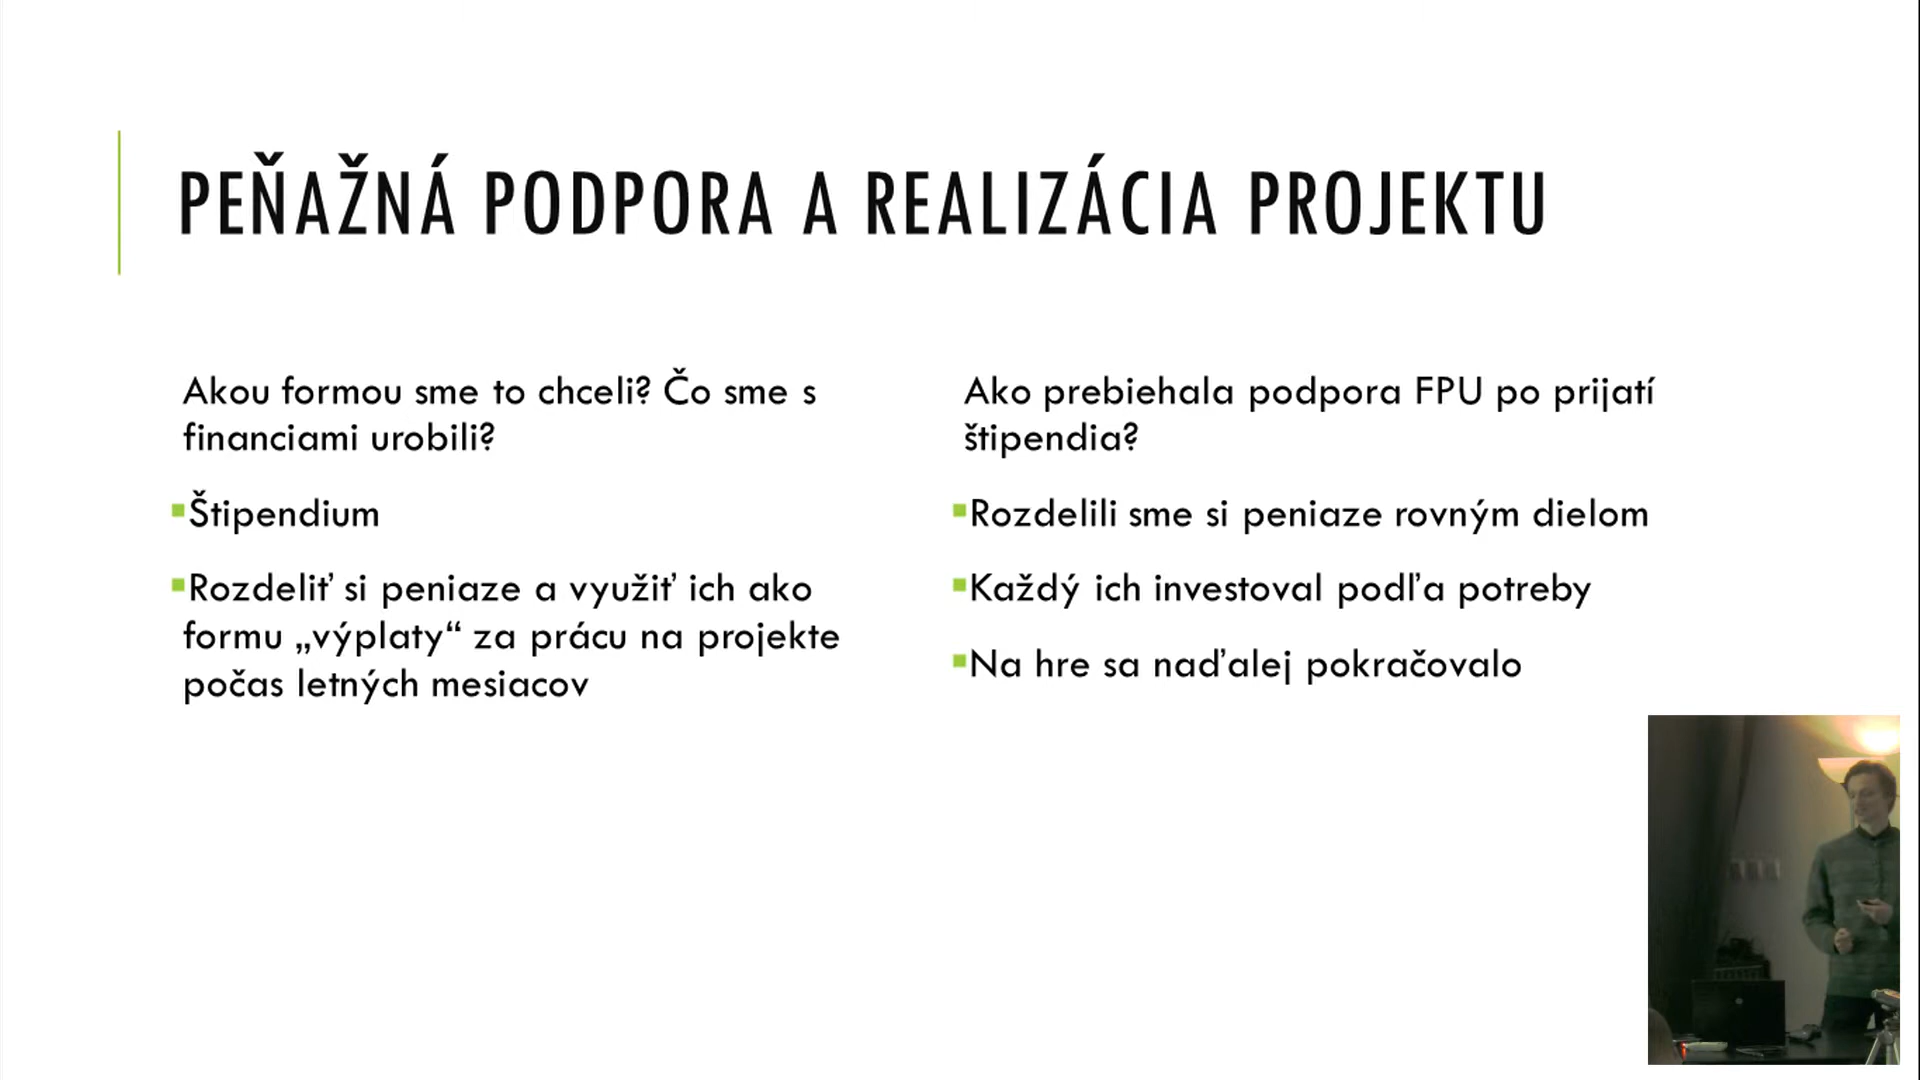 PEŇAŽNÁ PODPORA A REALIZÁCIA PROJEKTU
Akou formou sme to chceli? Čo sme s
financiami urobili?
Štipendium
Rozdeliť si peniaze a využiť ich ako
formu „výplaty“ za prácu na projekte
počas letných mesiacov
Ako prebiehala podpora FPU po prijatí
štipendia?
Rozdelili sme si peniaze rovným dielom
Každý ich investoval podľa potreby
Na hre sa naďalej pokračovalo